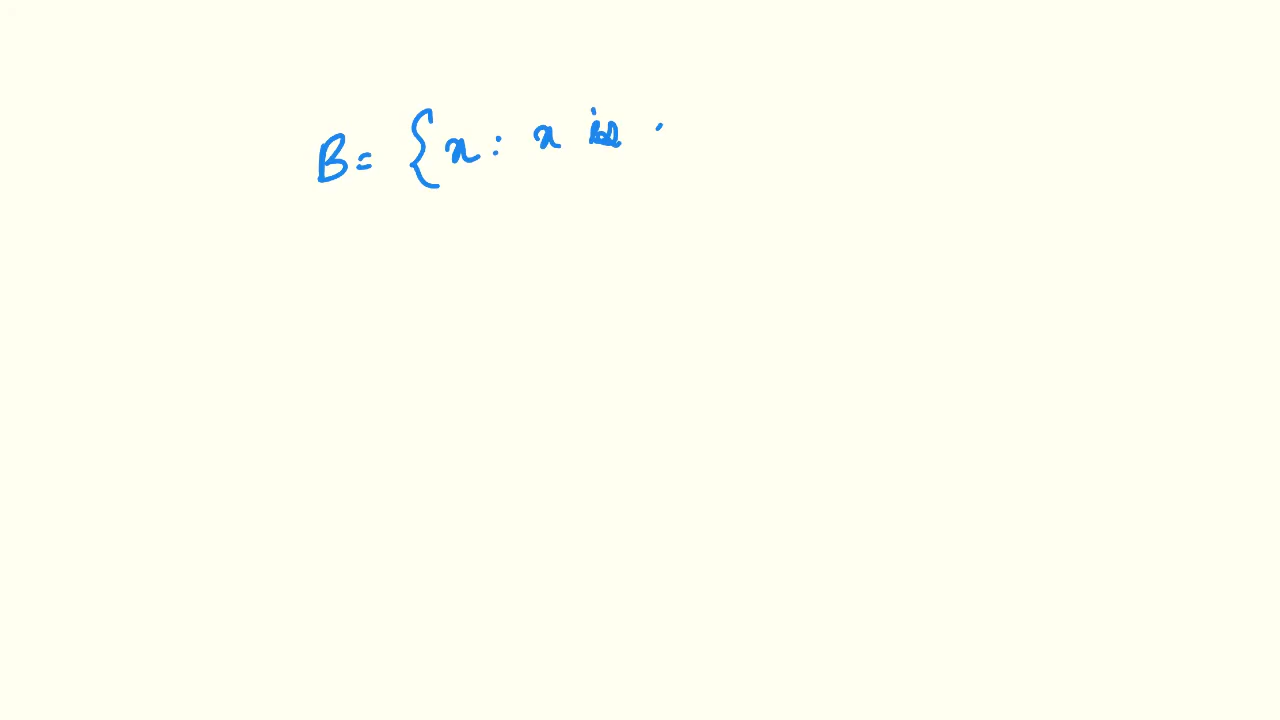 B = { x : x is